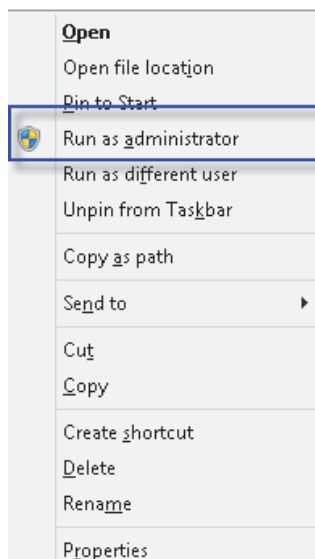 Open
Open file location
Pin to Start
Run as administrator
Run as different user
Unpin from Taskbar
Copy as path
Send to
Cut
Copy
Create shortcut
Delete
Rename
Properties